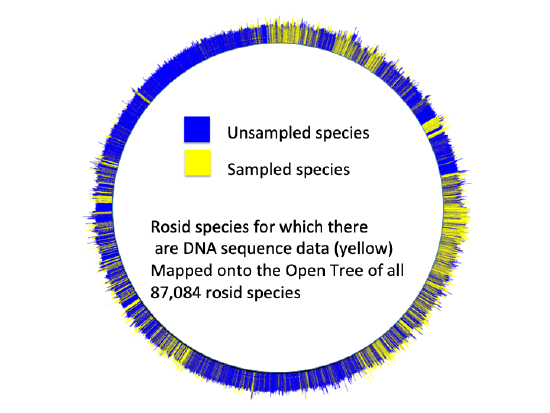 Unsampled species
Sampled species
Rosid species for which there
are DNA sequence data (yellow)
Mapped onto the Open Tree of all
87,084 rosid species